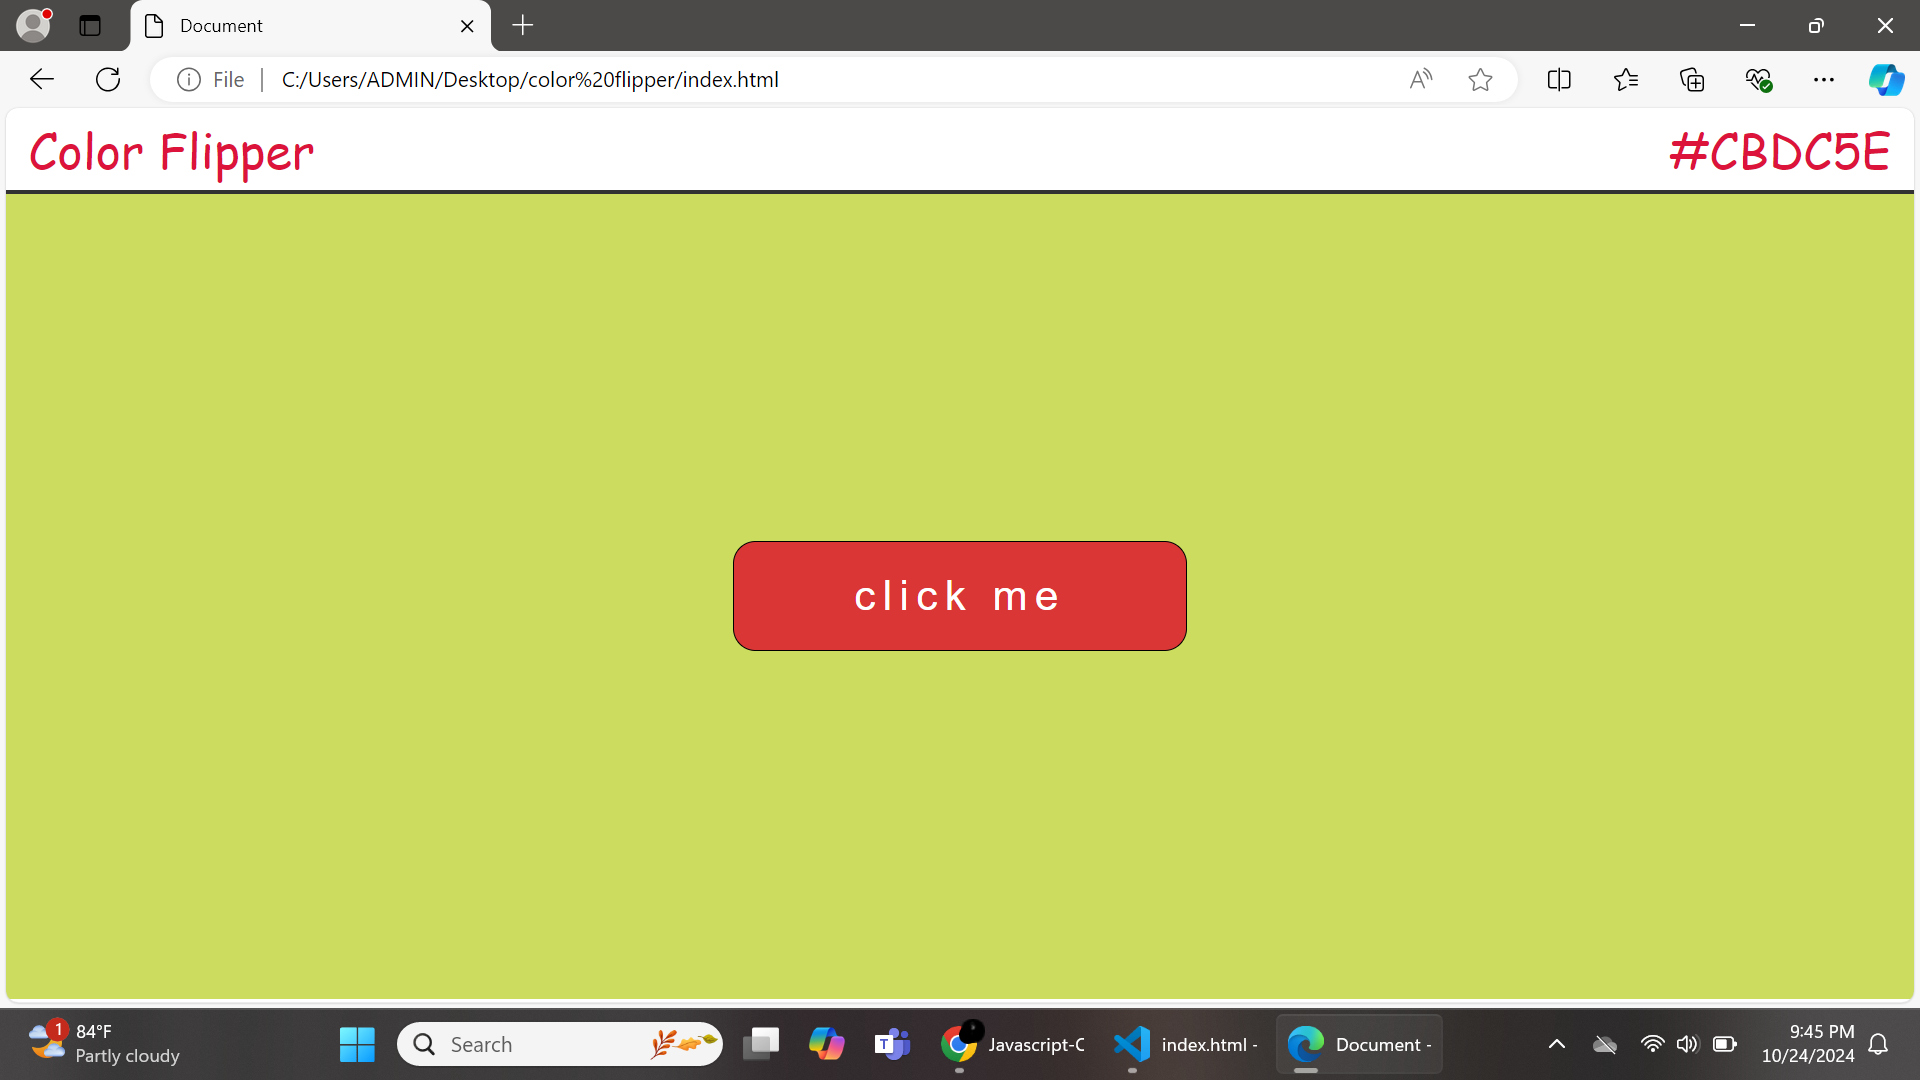 Document
File
C:/Users/ADMIN/Desktop/color%20flipper/index.html
Color Flipper
#CBDC5E
click me
1
84°F
Partly cloudy
Search
T
Javascript-C
index.html -
Document -
9:45 PM
10/24/2024